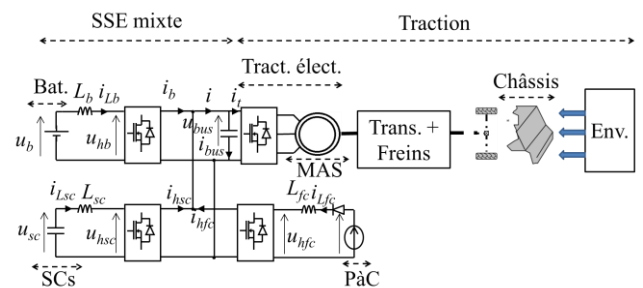 SSE mixte Traction
Tract. élect. Châssis
Bat. L_b i_Lb i_b i i_t
u_b u_hb u_bus i_bus
Trans. + Freins
Env.
MAS
i_Lsc L_sc i_hsc i_hfc L_fc i_Lfc
u_sc u_hsc u_hfc
SCs PàC